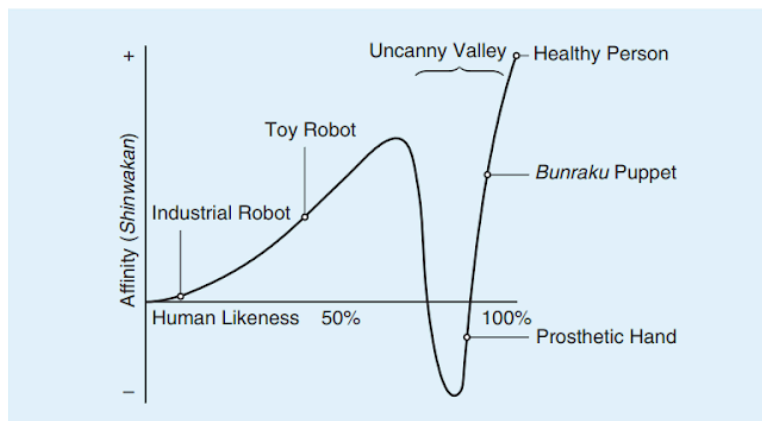 Uncanny Valley
Healthy Person
+
Toy Robot
Bunraku Puppet
Industrial Robot
Affinity (Shinwakan)
Human Likeness 50% 100%
Prosthetic Hand
–